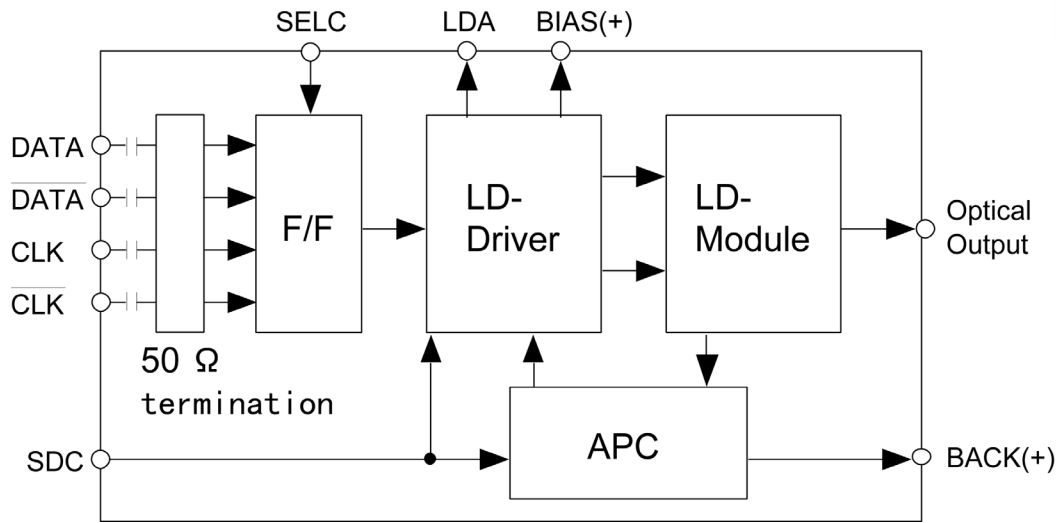 SELC LDA BIAS(+)
DATA
DATA
CLK
CLK
F/F
LD-
Driver
LD-
Module
Optical
Output
50 Ω
termination
SDC
APC
BACK(+)